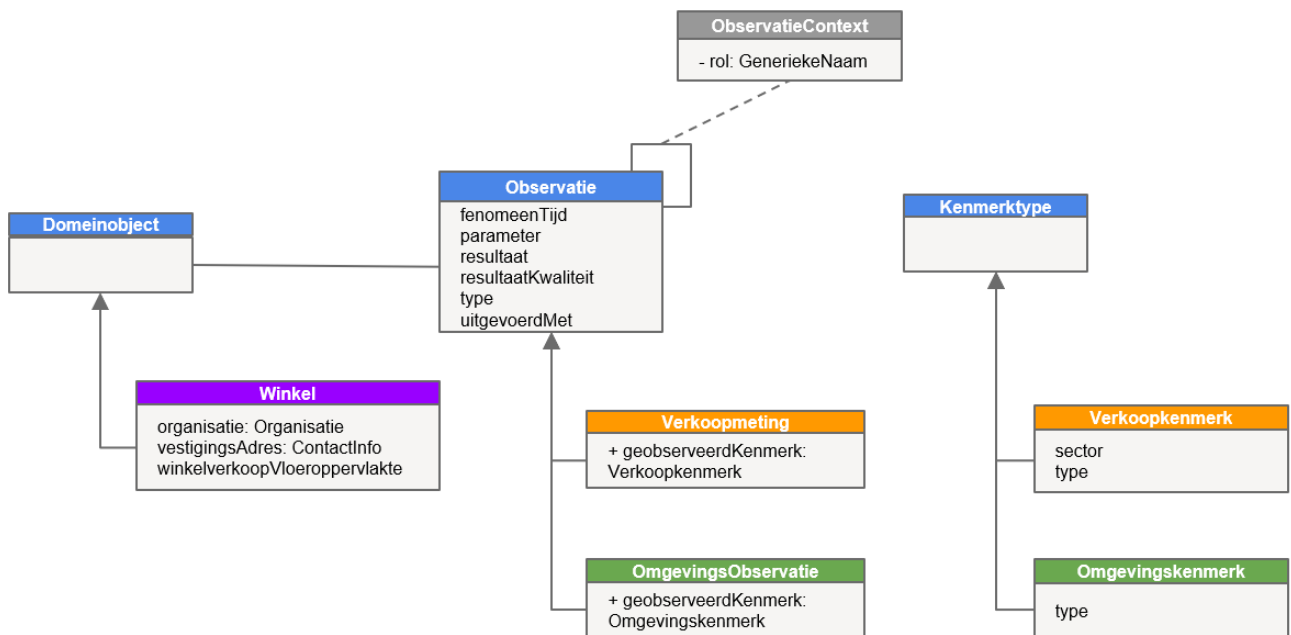 ObservatieContext
- rol: GeneriekeNaam
Observatie
fenomeenTijd
parameter
resultaat
resultaatKwaliteit
type
uitgevoerdMet
Domeinobject
Kenmerktype
Winkel
organisatie: Organisatie
vestigingsAdres: ContactInfo
winkelverkoopVloeroppervlakte
Verkoopmeting
+ geobserveerdKenmerk:
Verkoopkenmerk
Verkoopkenmerk
sector
type
OmgevingsObservatie
+ geobserveerdKenmerk:
Omgevingskenmerk
Omgevingskenmerk
type